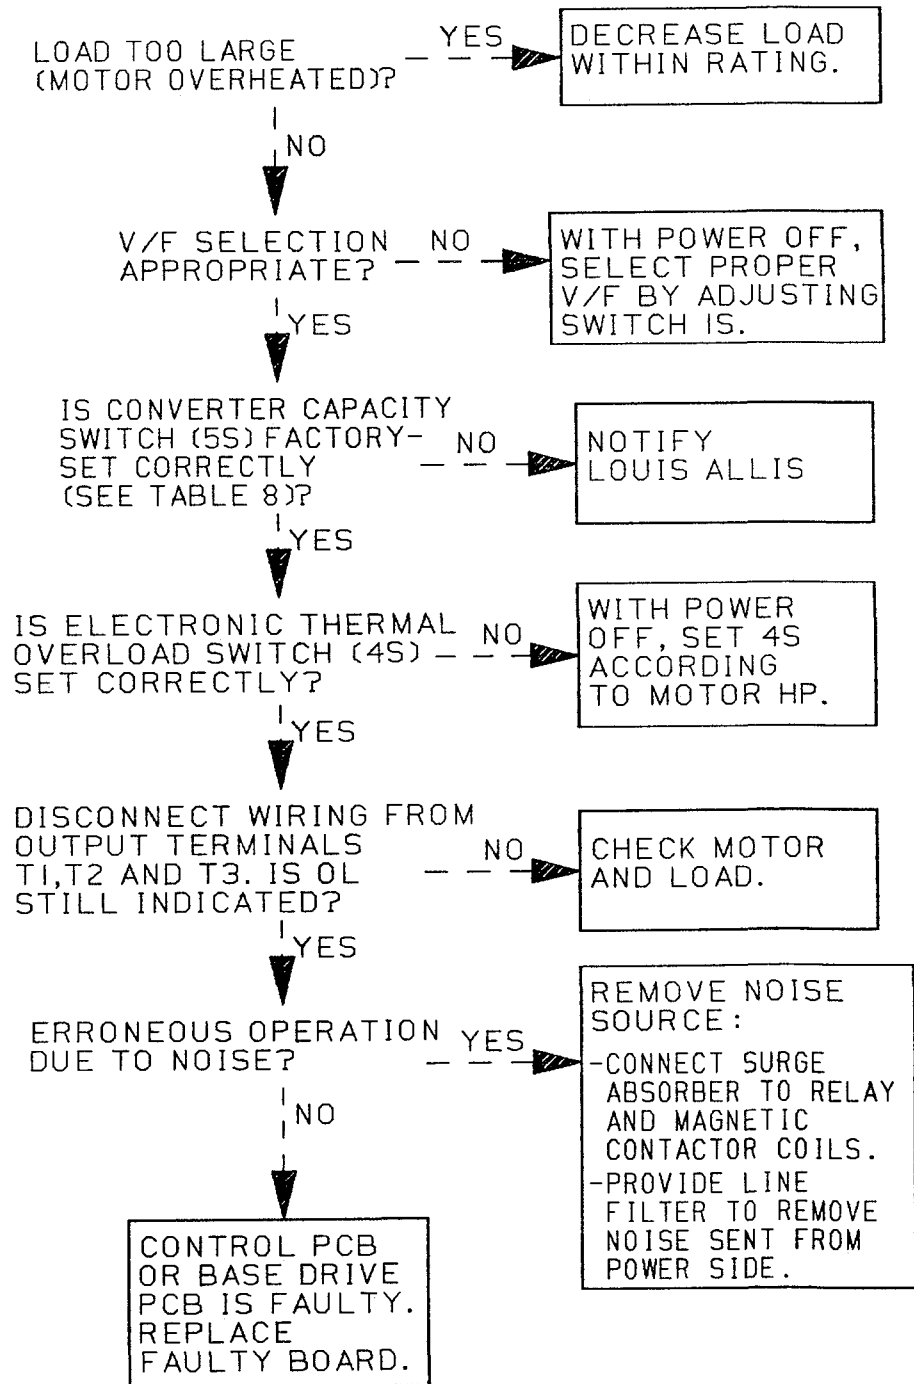 LOAD TOO LARGE
(MOTOR OVERHEATED)?
YES
DECREASE LOAD
WITHIN RATING.
NO
V/F SELECTION
APPROPRIATE?
NO
WITH POWER OFF,
SELECT PROPER
V/F BY ADJUSTING
SWITCH 1S.
YES
IS CONVERTER CAPACITY
SWITCH (5S) FACTORY-
SET CORRECTLY
(SEE TABLE 8)?
NO
NOTIFY
LOUIS ALLIS
YES
IS ELECTRONIC THERMAL
OVERLOAD SWITCH (4S)
SET CORRECTLY?
NO
WITH POWER
OFF, SET 4S
ACCORDING
TO MOTOR HP.
YES
DISCONNECT WIRING FROM
OUTPUT TERMINALS
T1,T2 AND T3. IS OL
STILL INDICATED?
NO
CHECK MOTOR
AND LOAD.
YES
ERRONEOUS OPERATION
DUE TO NOISE?
YES
REMOVE NOISE
SOURCE:
-CONNECT SURGE
ABSORBER TO RELAY
AND MAGNETIC
CONTACTOR COILS.
-PROVIDE LINE
FILTER TO REMOVE
NOISE SENT FROM
POWER SIDE.
NO
CONTROL PCB
OR BASE DRIVE
PCB IS FAULTY.
REPLACE
FAULTY BOARD.